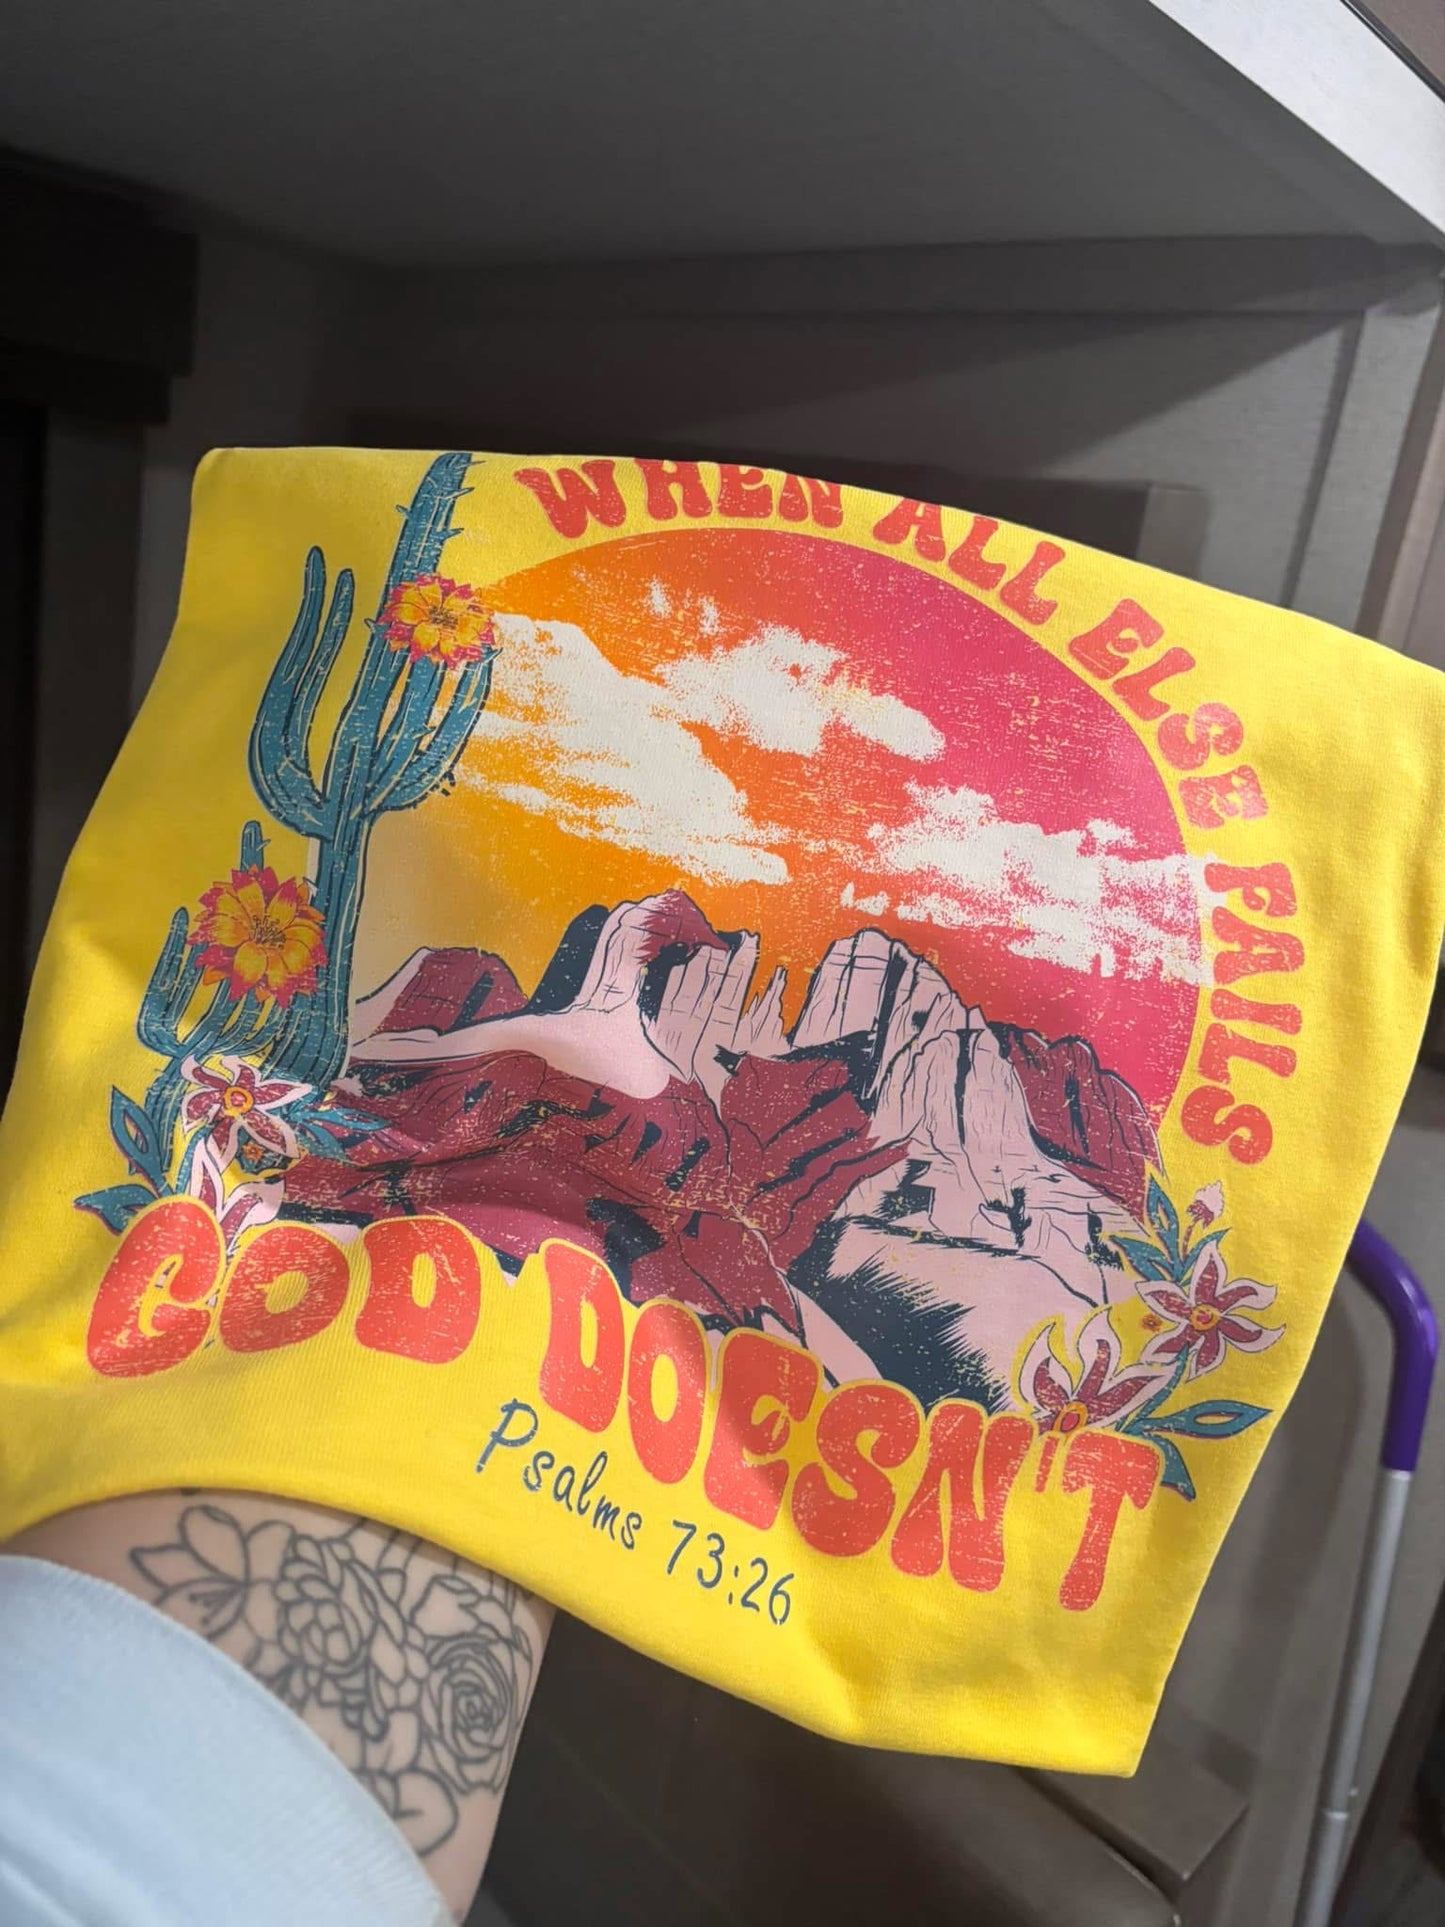 WHEN ALL ELSE FAILS
GOD DOESN'T
Psalms 73:26